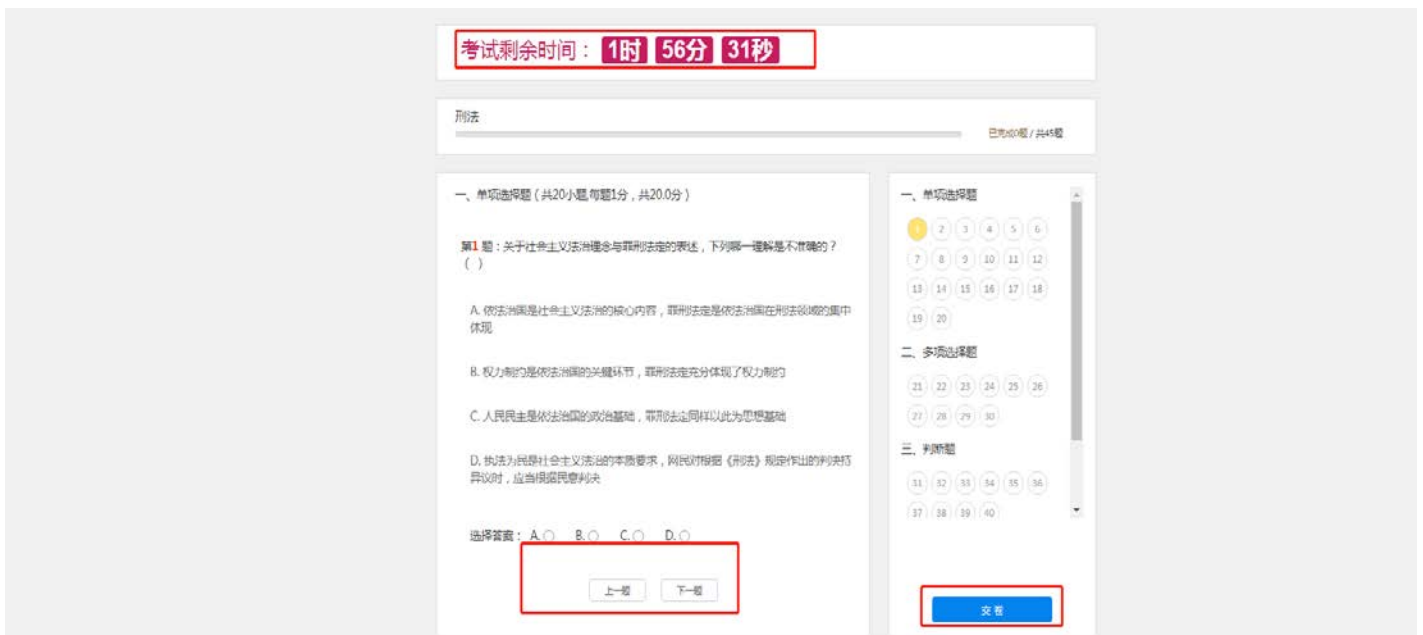 考试剩余时间： 1时 56分 31秒
刑法
已完成0题 / 共45题
一、单项选择题 ( 共20小题,每题1分，共20.0分 )
第1 题：关于社会主义法治理念与罪刑法定的表述，下列哪一理解是不准确的？
( )
A. 依法治国是社会主义法治的核心内容，罪刑法定是依法治国在刑法领域的集中
体现
B. 权力制约是依法治国的关键环节，罪刑法定充分体现了权力制约
C. 人民民主是依法治国的政治基础，罪刑法定同样以此为思想基础
D. 执法为民是社会主义法治的本质要求，网民对根据《刑法》规定作出的判决持
异议时，应当根据民意判决
选择答案： A. B. C. D.
上一题 下一题
一、单项选择题
1 2 3 4 5 6
7 8 9 10 11 12
13 14 15 16 17 18
19 20
二、多项选择题
21 22 23 24 25 26
27 28 29 30
三、判断题
31 32 33 34 35 36
37 38 39 40
交卷